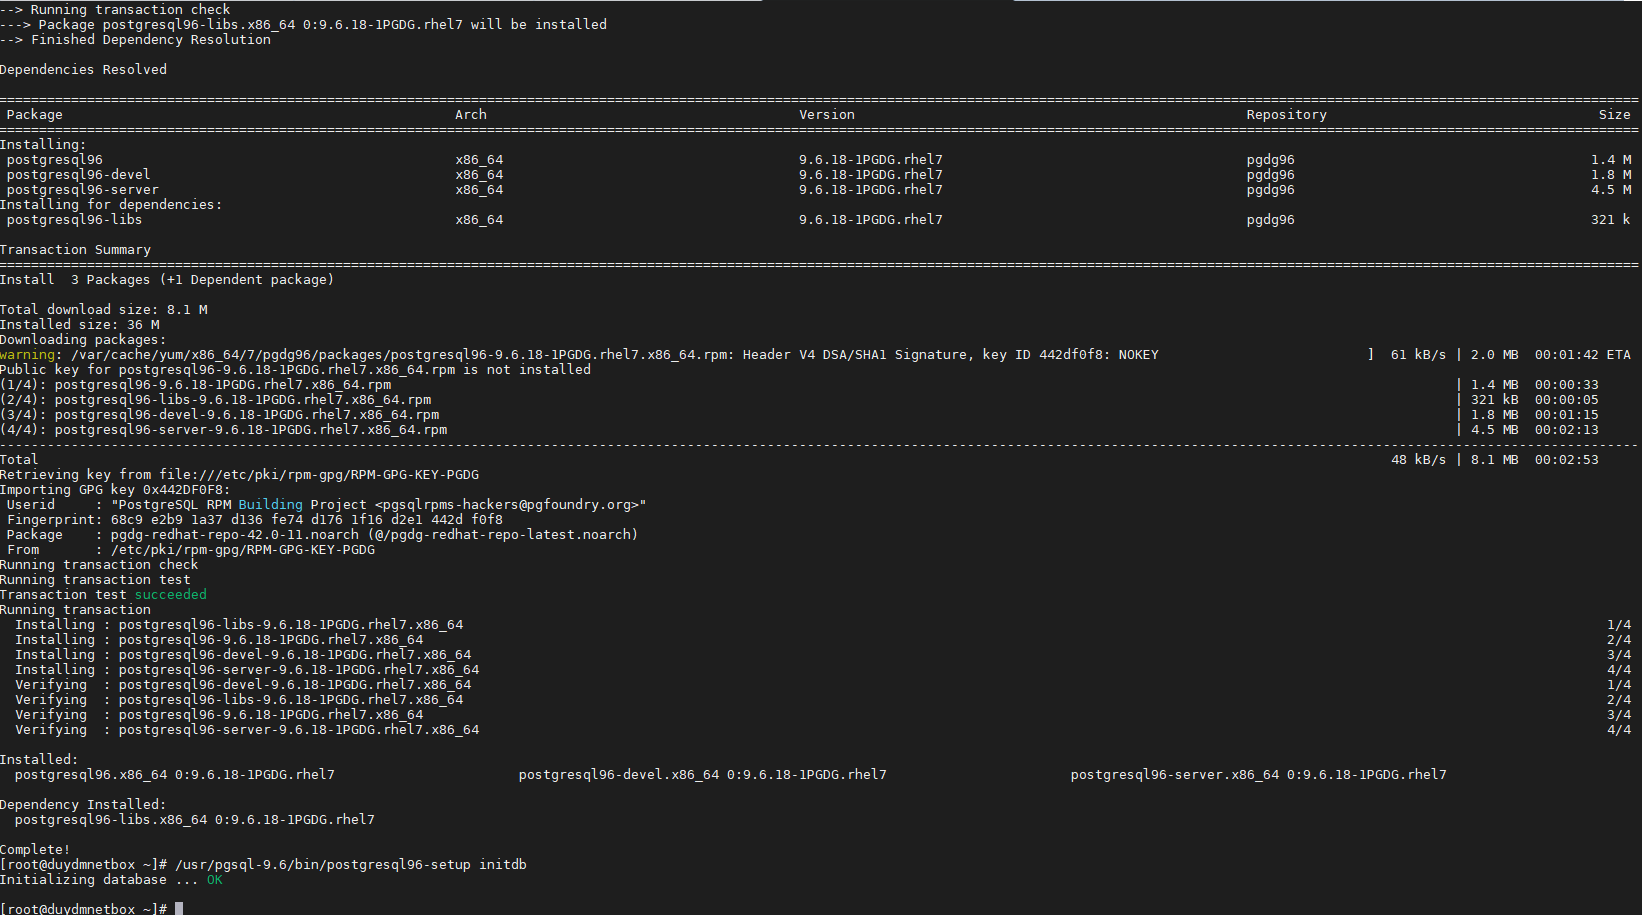 --> Running transaction check
---> Package postgresql96-libs.x86_64 0:9.6.18-1PGDG.rhel7 will be installed
--> Finished Dependency Resolution
Dependencies Resolved
================================================================================
Package Arch Version Repository Size
================================================================================
Installing:
postgresql96 x86_64 9.6.18-1PGDG.rhel7 pgdg96 1.4 M
postgresql96-devel x86_64 9.6.18-1PGDG.rhel7 pgdg96 1.8 M
postgresql96-server x86_64 9.6.18-1PGDG.rhel7 pgdg96 4.5 M
Installing for dependencies:
postgresql96-libs x86_64 9.6.18-1PGDG.rhel7 pgdg96 321 k
Transaction Summary
================================================================================
Install  3 Packages (+1 Dependent package)
Total download size: 8.1 M
Installed size: 36 M
Downloading packages:
warning: /var/cache/yum/x86_64/7/pgdg96/packages/postgresql96-9.6.18-1PGDG.rhel7.x86_64.rpm: Header V4 DSA/SHA1 Signature, key ID 442df0f8: NOKEY ] 61 kB/s | 2.0 MB 00:01:42 ETA
Public key for postgresql96-9.6.18-1PGDG.rhel7.x86_64.rpm is not installed
(1/4): postgresql96-9.6.18-1PGDG.rhel7.x86_64.rpm | 1.4 MB 00:00:33
(2/4): postgresql96-libs-9.6.18-1PGDG.rhel7.x86_64.rpm | 321 kB 00:00:05
(3/4): postgresql96-devel-9.6.18-1PGDG.rhel7.x86_64.rpm | 1.8 MB 00:01:15
(4/4): postgresql96-server-9.6.18-1PGDG.rhel7.x86_64.rpm | 4.5 MB 00:02:13
--------------------------------------------------------------------------------
Total 48 kB/s | 8.1 MB 00:02:53
Retrieving key from file:///etc/pki/rpm-gpg/RPM-GPG-KEY-PGDG
Importing GPG key 0x442DF0F8:
Userid     : "PostgreSQL RPM Building Project <pgsqlrpms-hackers@pgfoundry.org>"
Fingerprint: 68c9 e2b9 1a37 d136 fe74 d176 1f16 d2e1 442d f0f8
Package    : pgdg-redhat-repo-42.0-11.noarch (@/pgdg-redhat-repo-latest.noarch)
From       : /etc/pki/rpm-gpg/RPM-GPG-KEY-PGDG
Running transaction check
Running transaction test
Transaction test succeeded
Running transaction
Installing : postgresql96-libs-9.6.18-1PGDG.rhel7.x86_64 1/4
Installing : postgresql96-9.6.18-1PGDG.rhel7.x86_64 2/4
Installing : postgresql96-devel-9.6.18-1PGDG.rhel7.x86_64 3/4
Installing : postgresql96-server-9.6.18-1PGDG.rhel7.x86_64 4/4
Verifying  : postgresql96-devel-9.6.18-1PGDG.rhel7.x86_64 1/4
Verifying  : postgresql96-libs-9.6.18-1PGDG.rhel7.x86_64 2/4
Verifying  : postgresql96-9.6.18-1PGDG.rhel7.x86_64 3/4
Verifying  : postgresql96-server-9.6.18-1PGDG.rhel7.x86_64 4/4
Installed:
postgresql96.x86_64 0:9.6.18-1PGDG.rhel7 postgresql96-devel.x86_64 0:9.6.18-1PGDG.rhel7 postgresql96-server.x86_64 0:9.6.18-1PGDG.rhel7
Dependency Installed:
postgresql96-libs.x86_64 0:9.6.18-1PGDG.rhel7
Complete!
[root@duydmnetbox ~]# /usr/pgsql-9.6/bin/postgresql96-setup initdb
Initializing database ... OK
[root@duydmnetbox ~]#